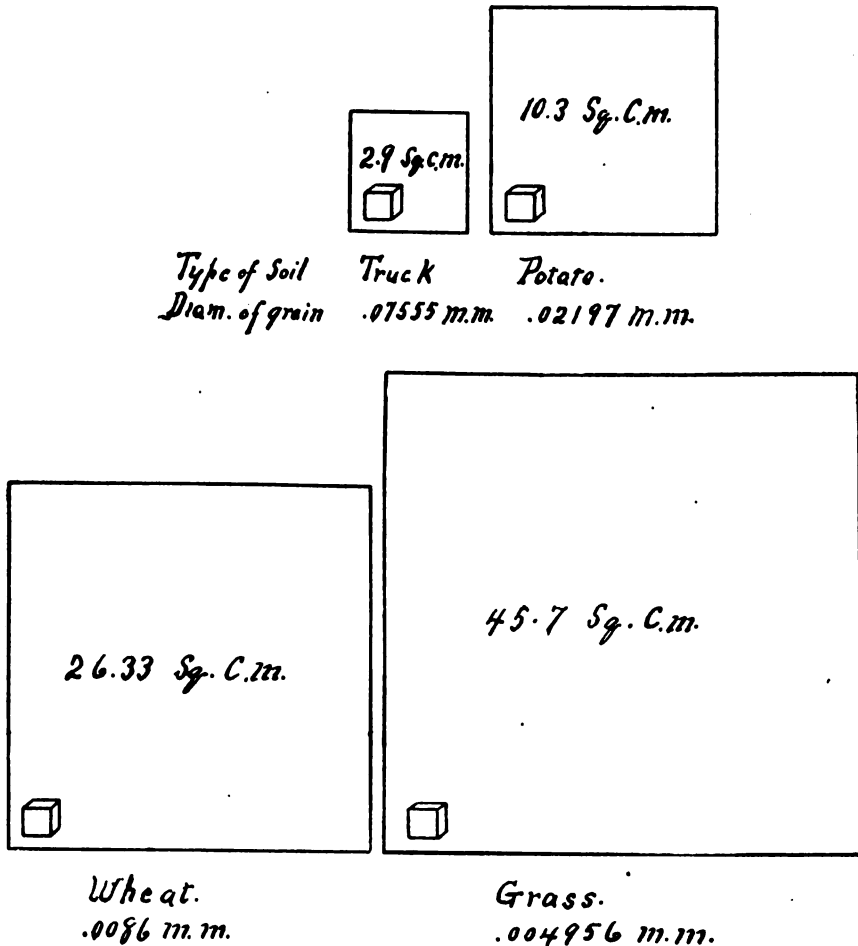 10.3 Sq. C.m.
2.9 Sq.c.m.
Type of Soil Truck Potato.
Diam. of grain .07555 m.m. .02197 m.m.
45.7 Sq. C.m.
26.33 Sq. C.m.
Wheat. Grass.
.0086 m.m. .004956 m.m.